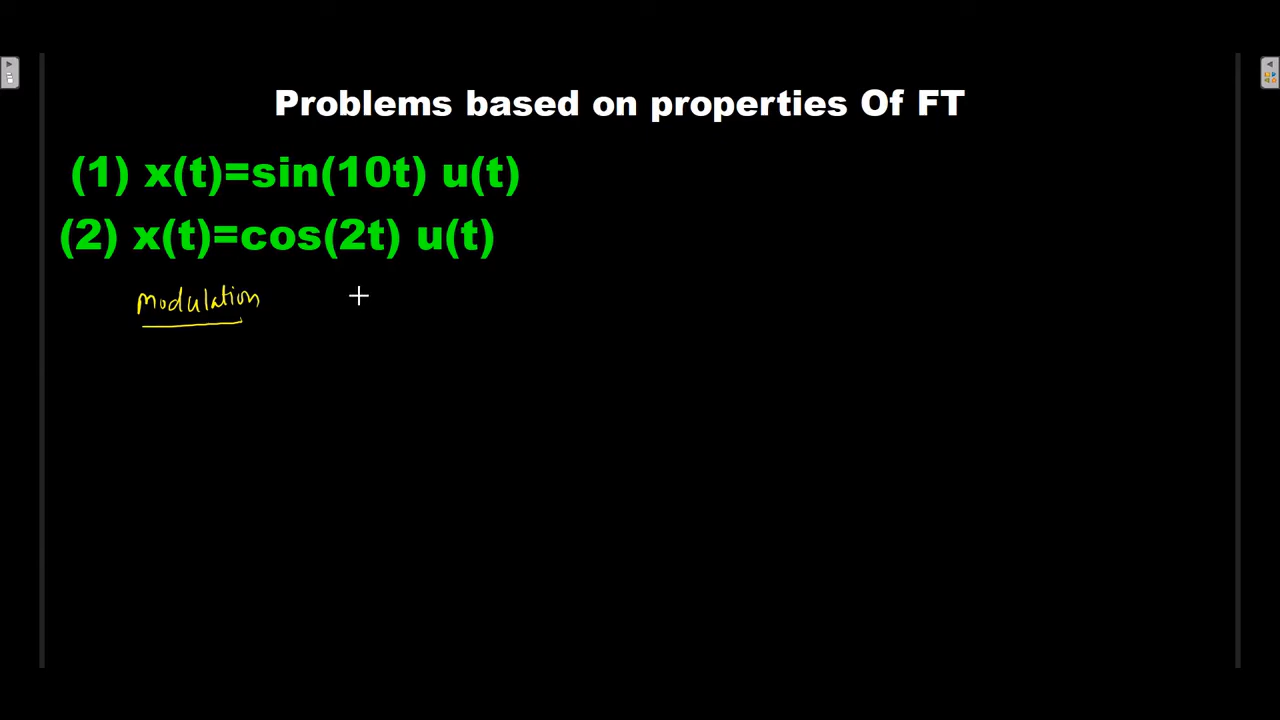 Problems based on properties Of FT
(1) x(t)=sin(10t) u(t)
(2) x(t)=cos(2t) u(t)
Modulation